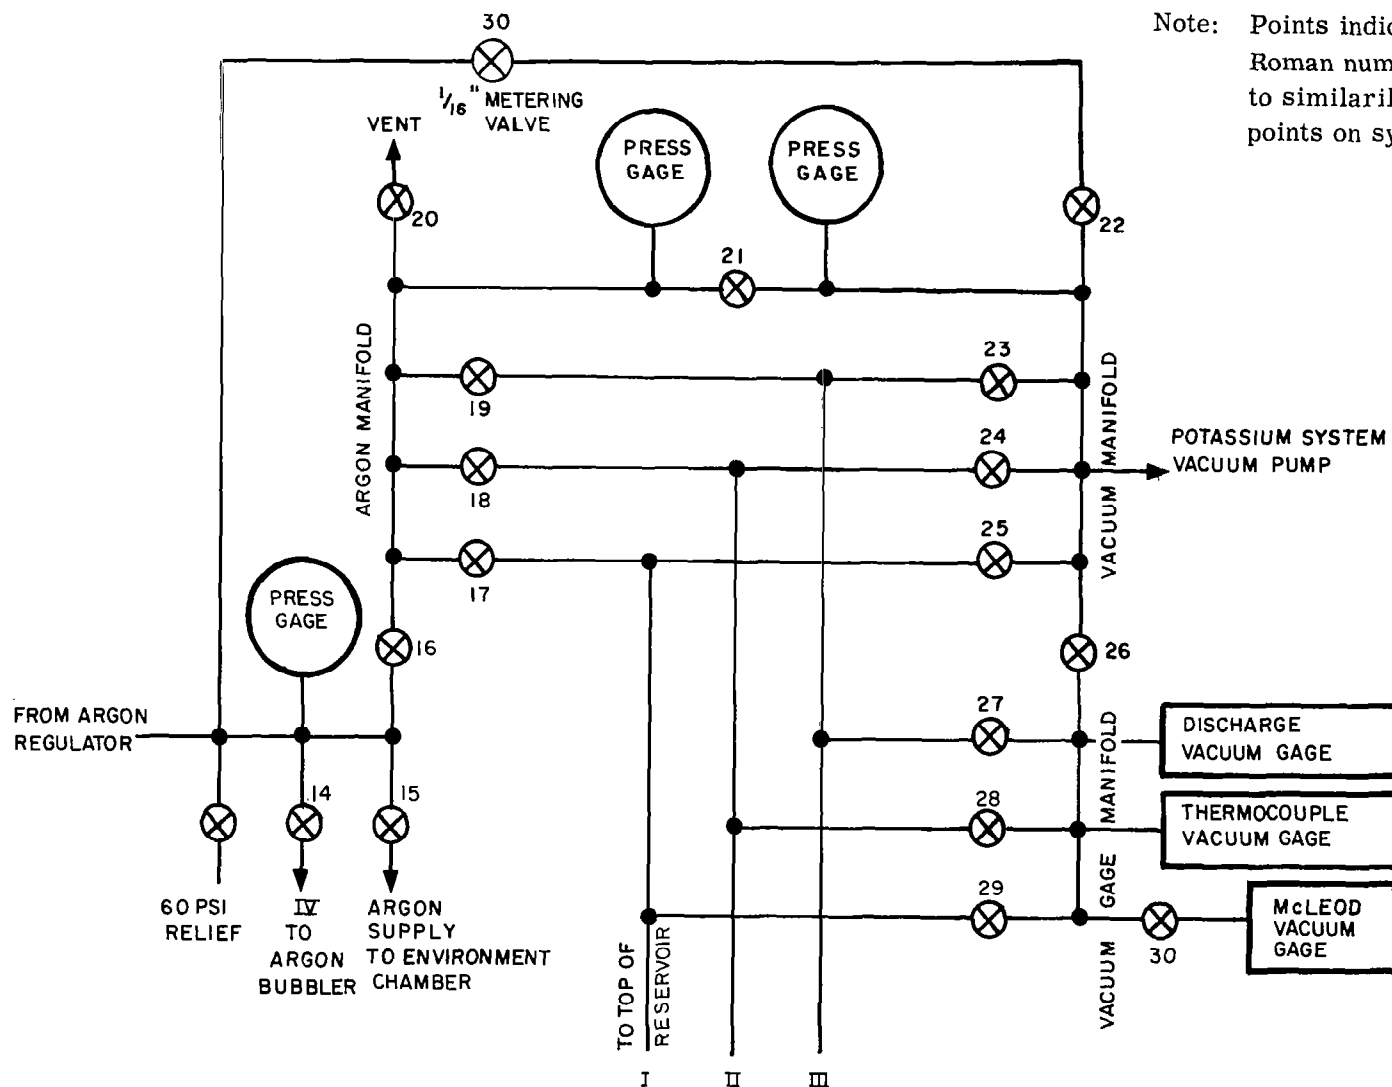 30
Note: Points indic
Roman num
to similaril
points on sy
1/16" METERING
VALVE
VENT
PRESS
GAGE
PRESS
GAGE
20
22
21
ARGON MANIFOLD
19
23
VACUUM MANIFOLD
24
POTASSIUM SYSTEM
VACUUM PUMP
18
25
17
PRESS
GAGE
16
26
FROM ARGON
REGULATOR
27
DISCHARGE
VACUUM GAGE
14
15
28
THERMOCOUPLE
VACUUM GAGE
VACUUM GAGE MANIFOLD
60 PSI
RELIEF
IV
TO
ARGON
BUBBLER
ARGON
SUPPLY
TO ENVIRONMENT
CHAMBER
29
30
McLEOD
VACUUM
GAGE
TO TOP OF
RESERVOIR
I
II
III